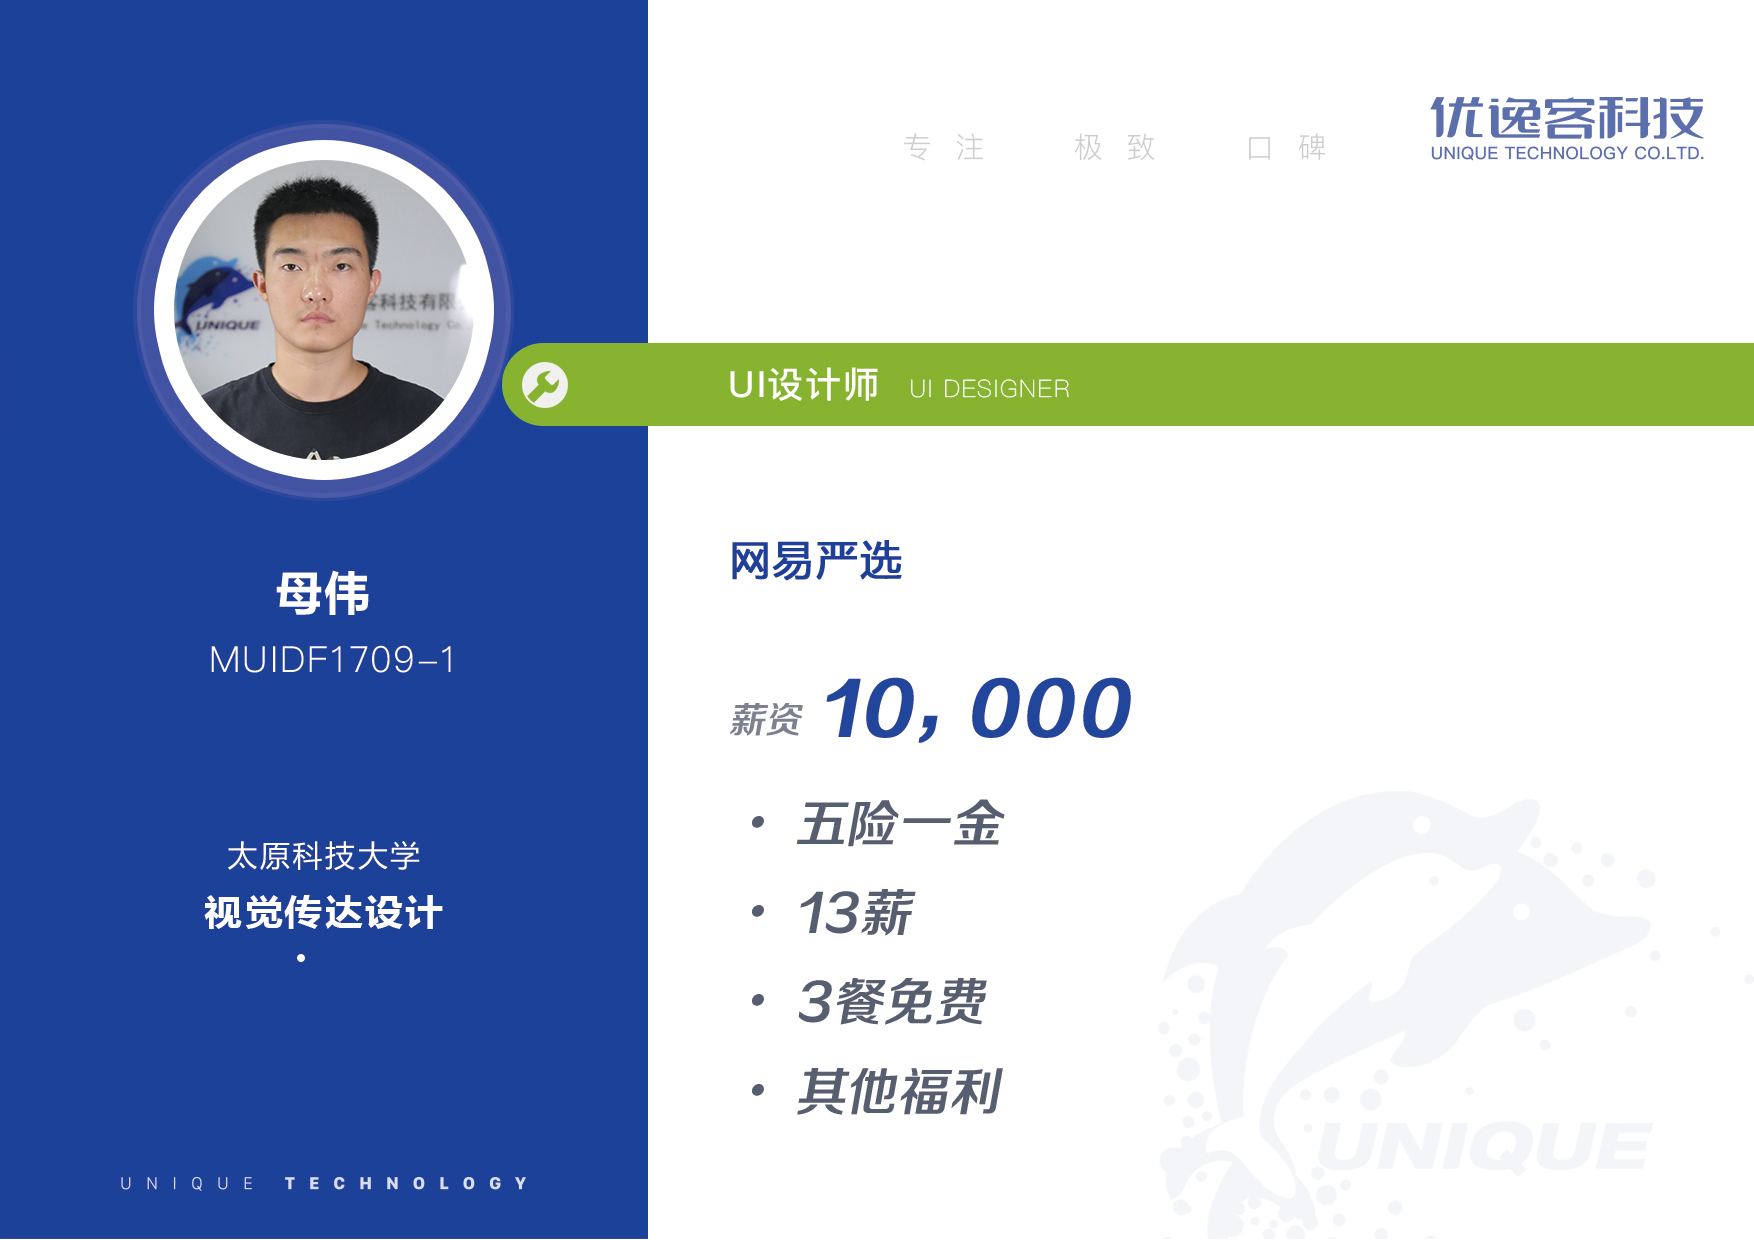 专注 极致 口碑
优逸客科技
UNIQUE TECHNOLOGY CO.LTD.
客科技有限
UNIQUE
Technology Co.
UI设计师 UI DESIGNER
母伟
MUIDF1709-1
太原科技大学
视觉传达设计
UNIQUE TECHNOLOGY
网易严选
薪资 10，000
• 五险一金
• 13薪
• 3餐免费
• 其他福利
UNIQUE